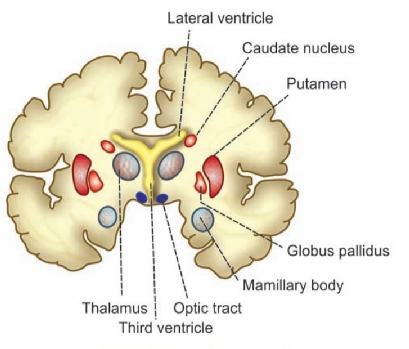 Lateral ventricle
Caudate nucleus
Putamen
Globus pallidus
Mamillary body
Thalamus
Optic tract
Third ventricle